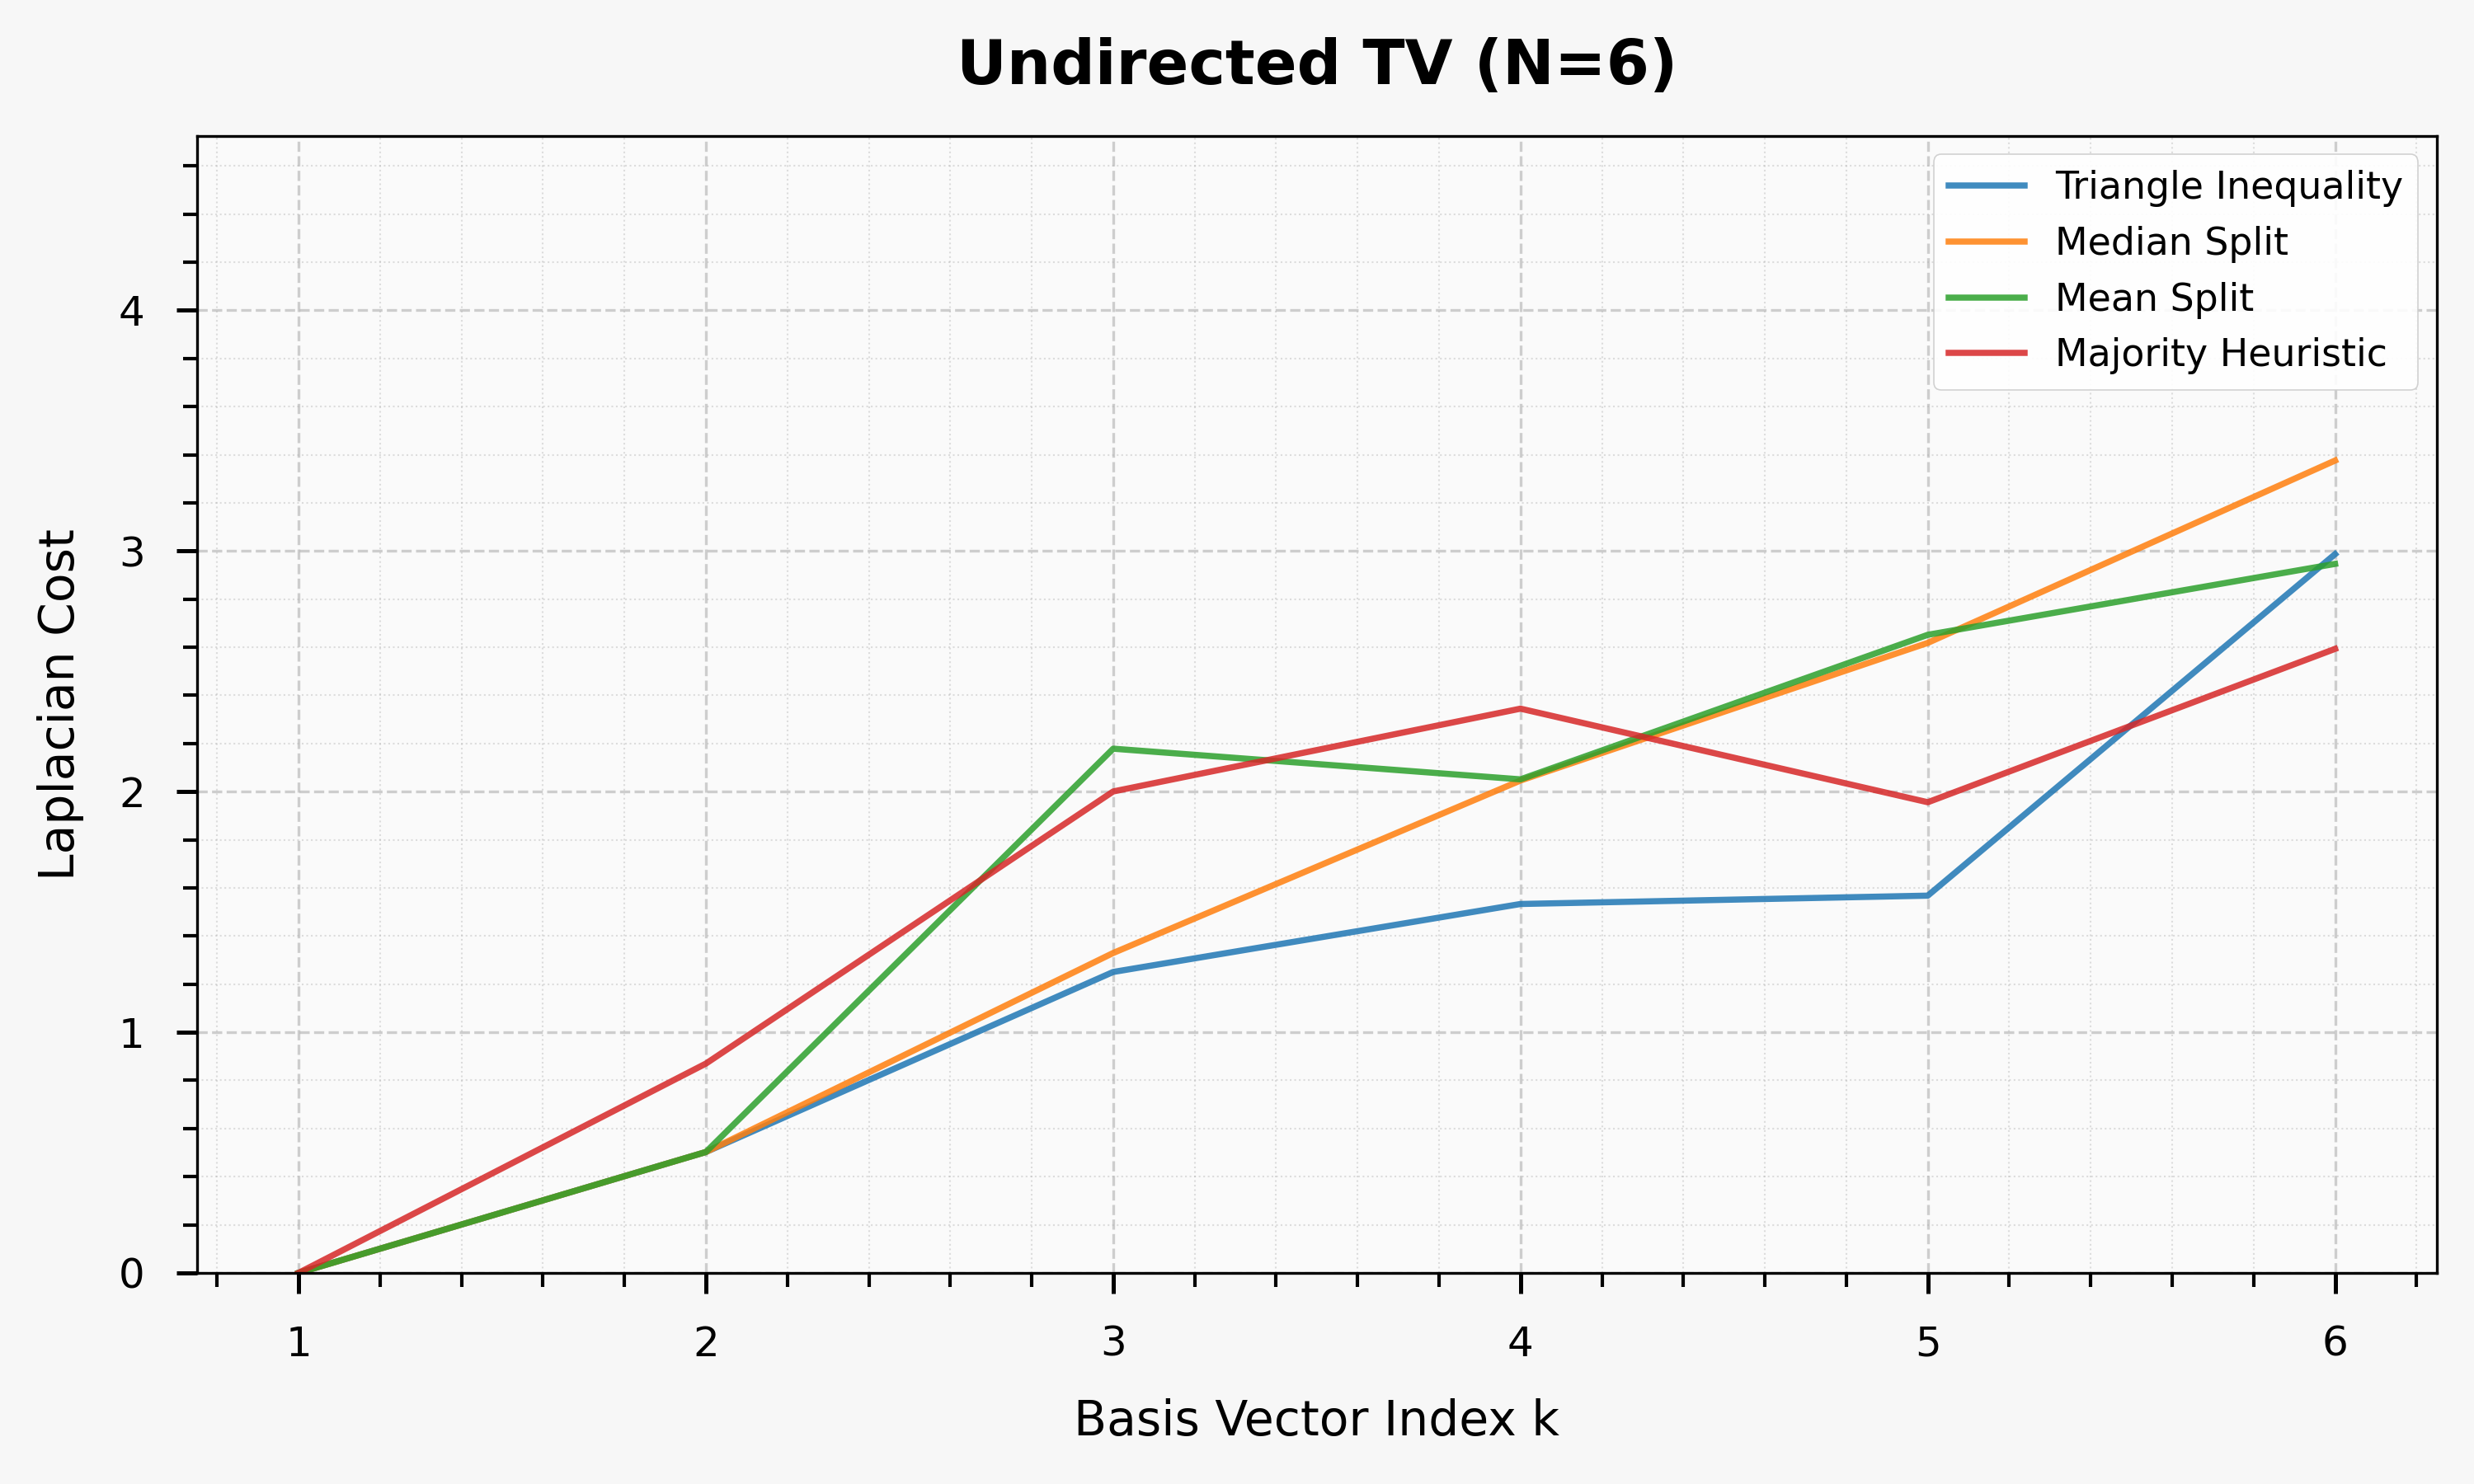 Undirected TV (N=6)
Triangle Inequality
Median Split
Mean Split
Majority Heuristic
Laplacian Cost
4
3
2
1
0
1 2 3 4 5 6
Basis Vector Index k